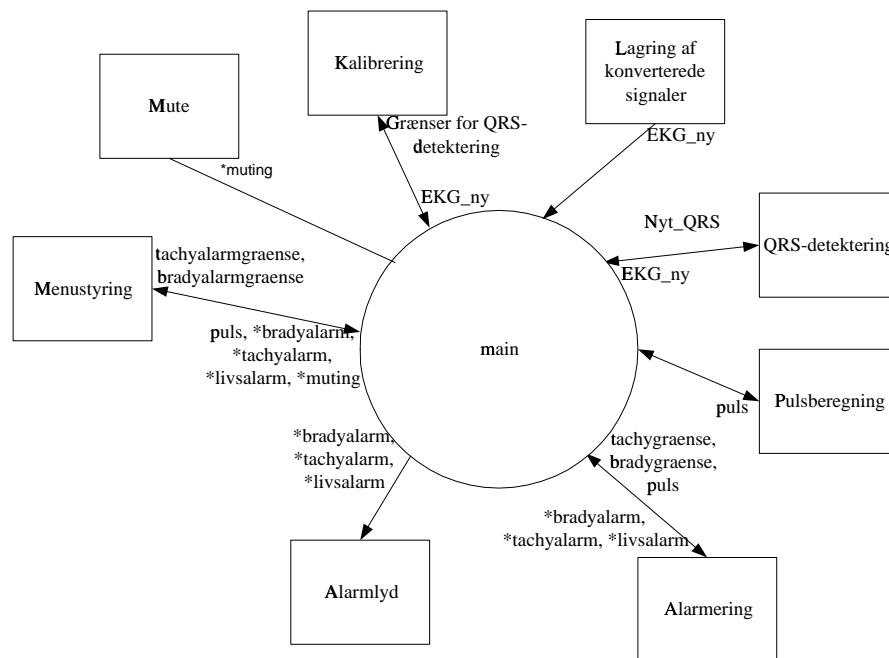 Kalibrering
Lagring af
konverterede
signaler
Mute
Grænser for QRS-
detektering
EKG_ny
*muting
EKG_ny
Nyt_QRS
QRS-detektering
EKG_ny
Menustyring
tachyalarmgraense,
bradyalarmgraense
puls, *bradyalarm,
*tachyalarm,
*livsalarm, *muting
main
puls
Pulsberegning
*bradyalarm,
*tachyalarm,
*livsalarm
tachygraense,
bradygraense,
puls
*bradyalarm,
*tachyalarm, *livsalarm
Alarmlyd
Alarmering